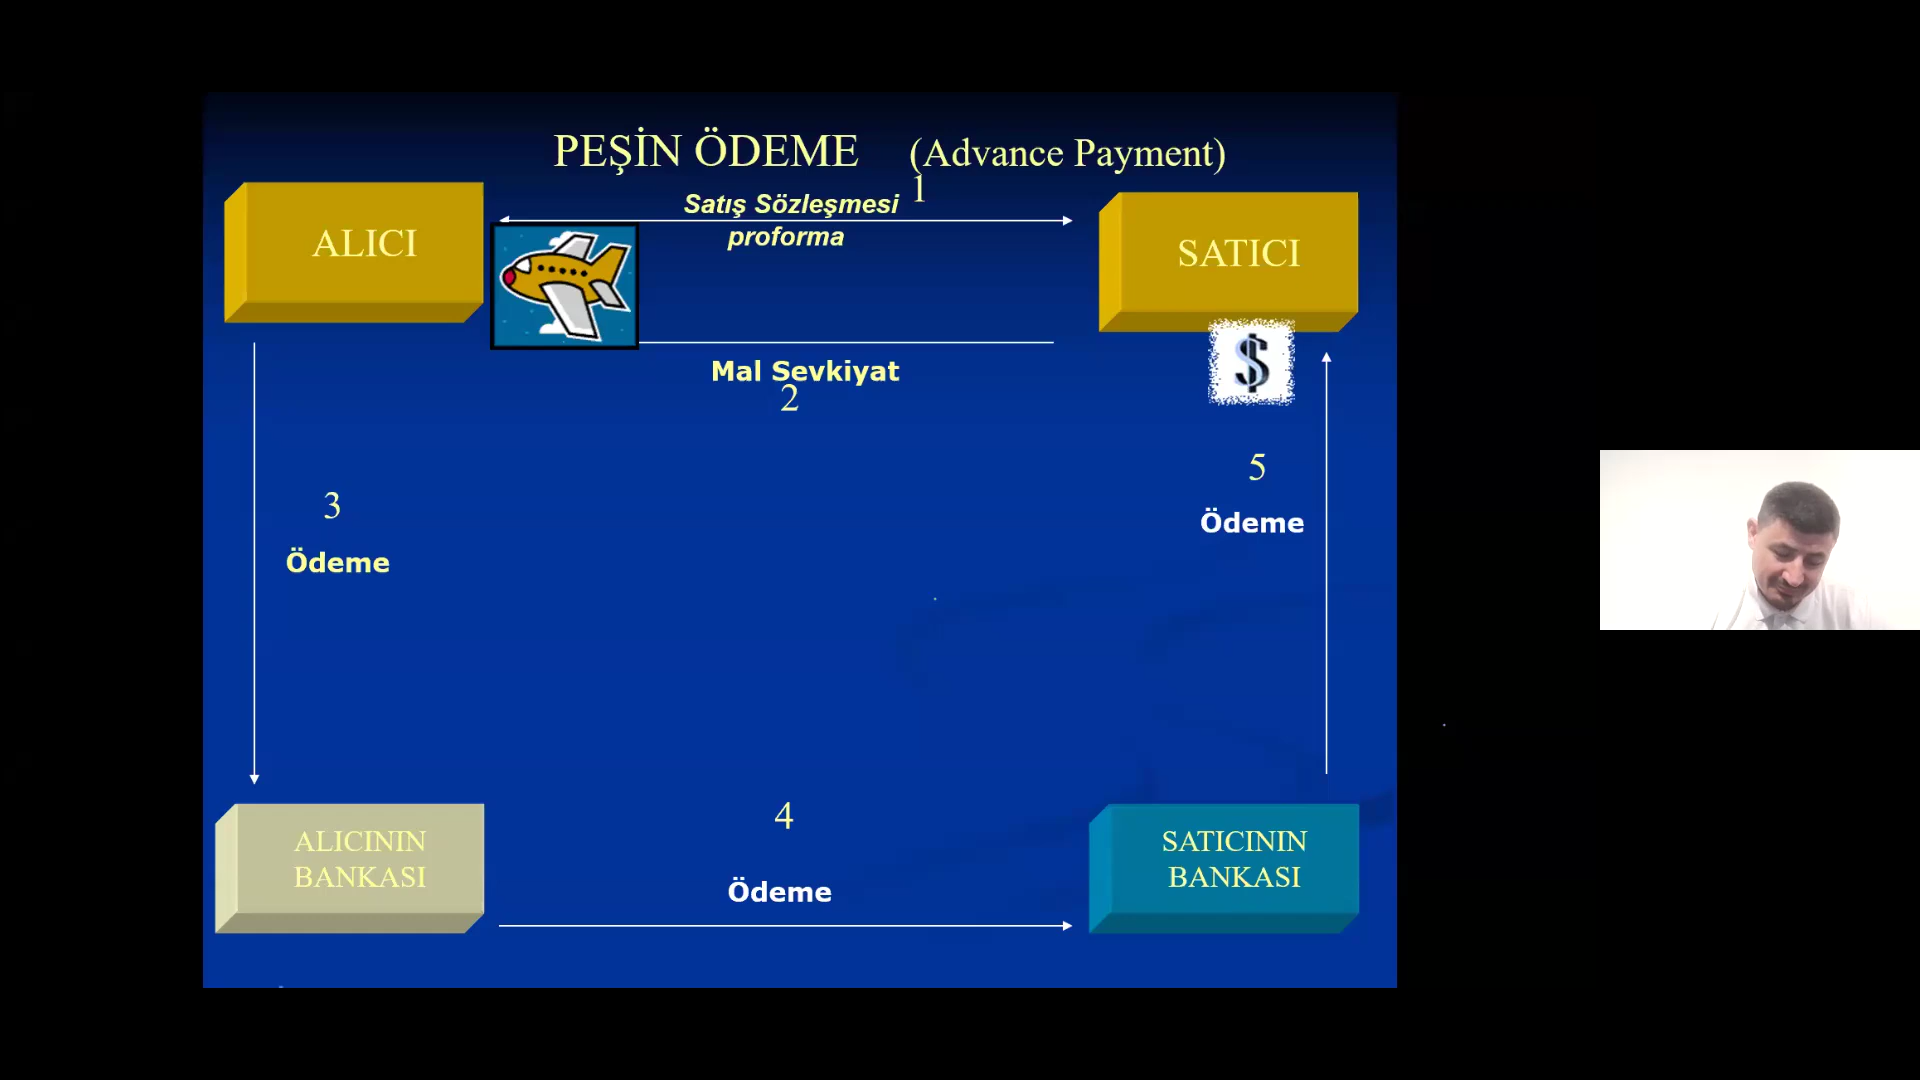 PEŞİN ÖDEME (Advance Payment)
1
Satış Sözleşmesi
proforma
ALICI
SATICI
$
Mal Sevkiyat
2
3
Ödeme
5
Ödeme
4
Ödeme
ALICININ
BANKASI
SATICININ
BANKASI